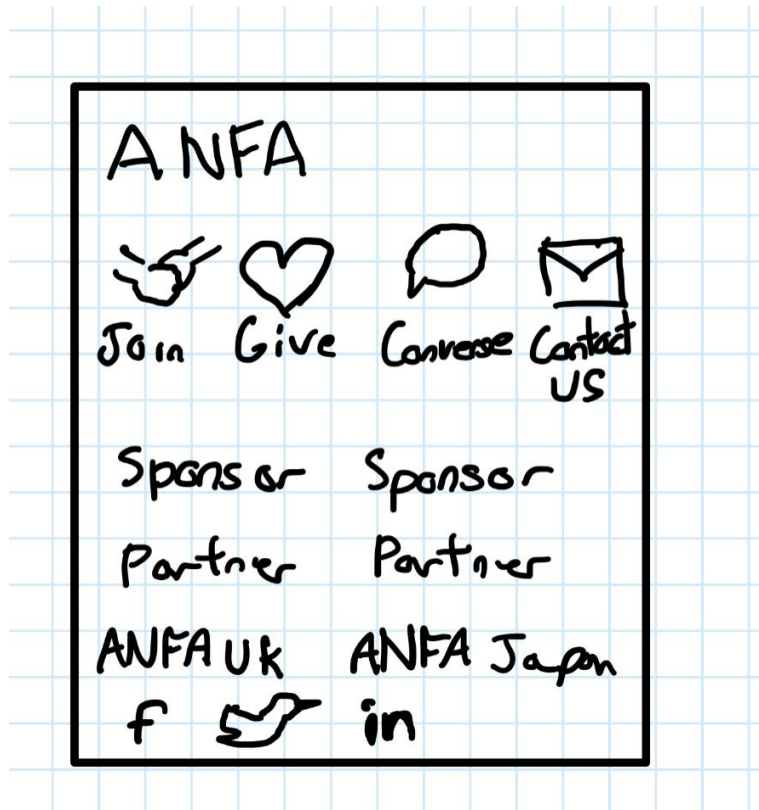 ANFA
Join Give Converse Contact
US
Sponsor Sponsor
Partner Partner
ANFA UK ANFA Japan
f in